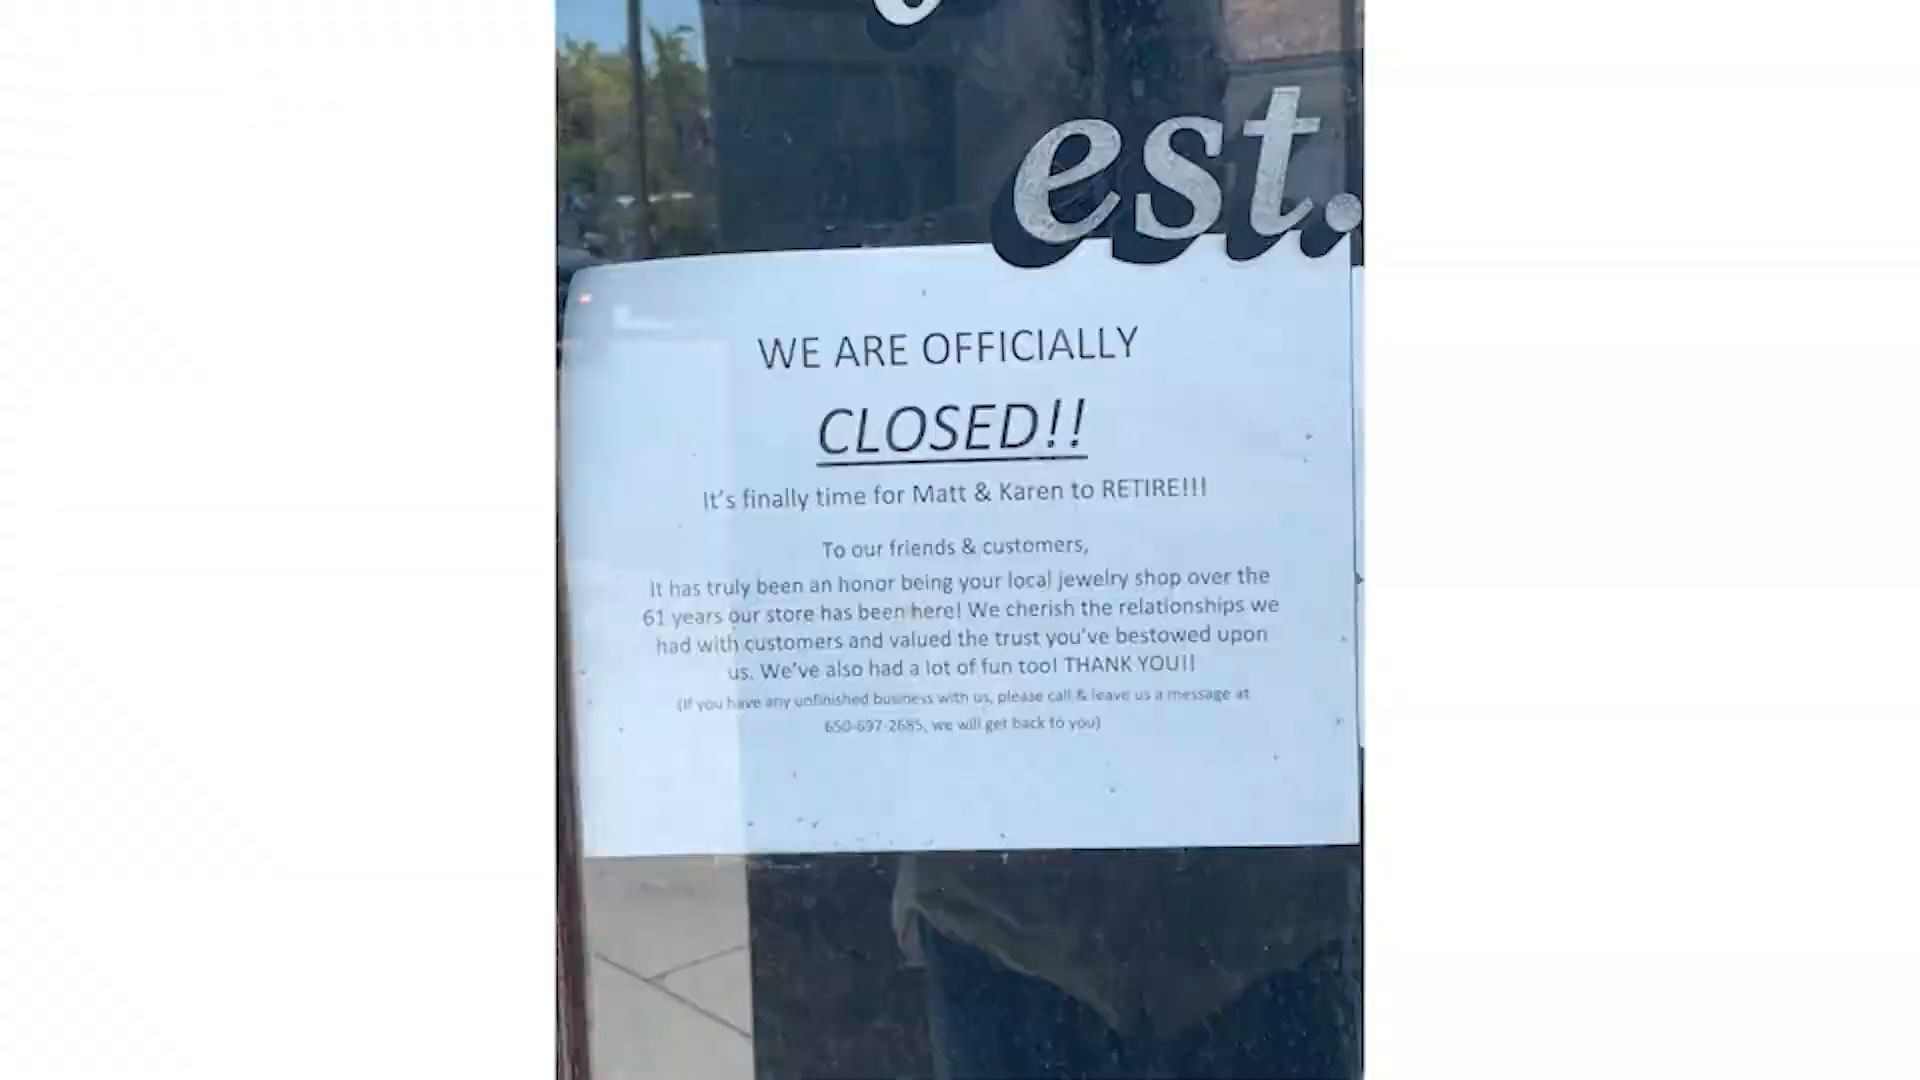 est.
WE ARE OFFICIALLY
CLOSED!!
It's finally time for Matt & Karen to RETIRE!!!
To our friends & customers,
It has truly been an honor being your local jewelry shop over the
61 years our store has been here! We cherish the relationships we
had with customers and valued the trust you've bestowed upon
us. We've also had a lot of fun too! THANK YOU!!
(If you have any unfinished business with us, please call & leave us a message at
650-697-2685, we will get back to you)